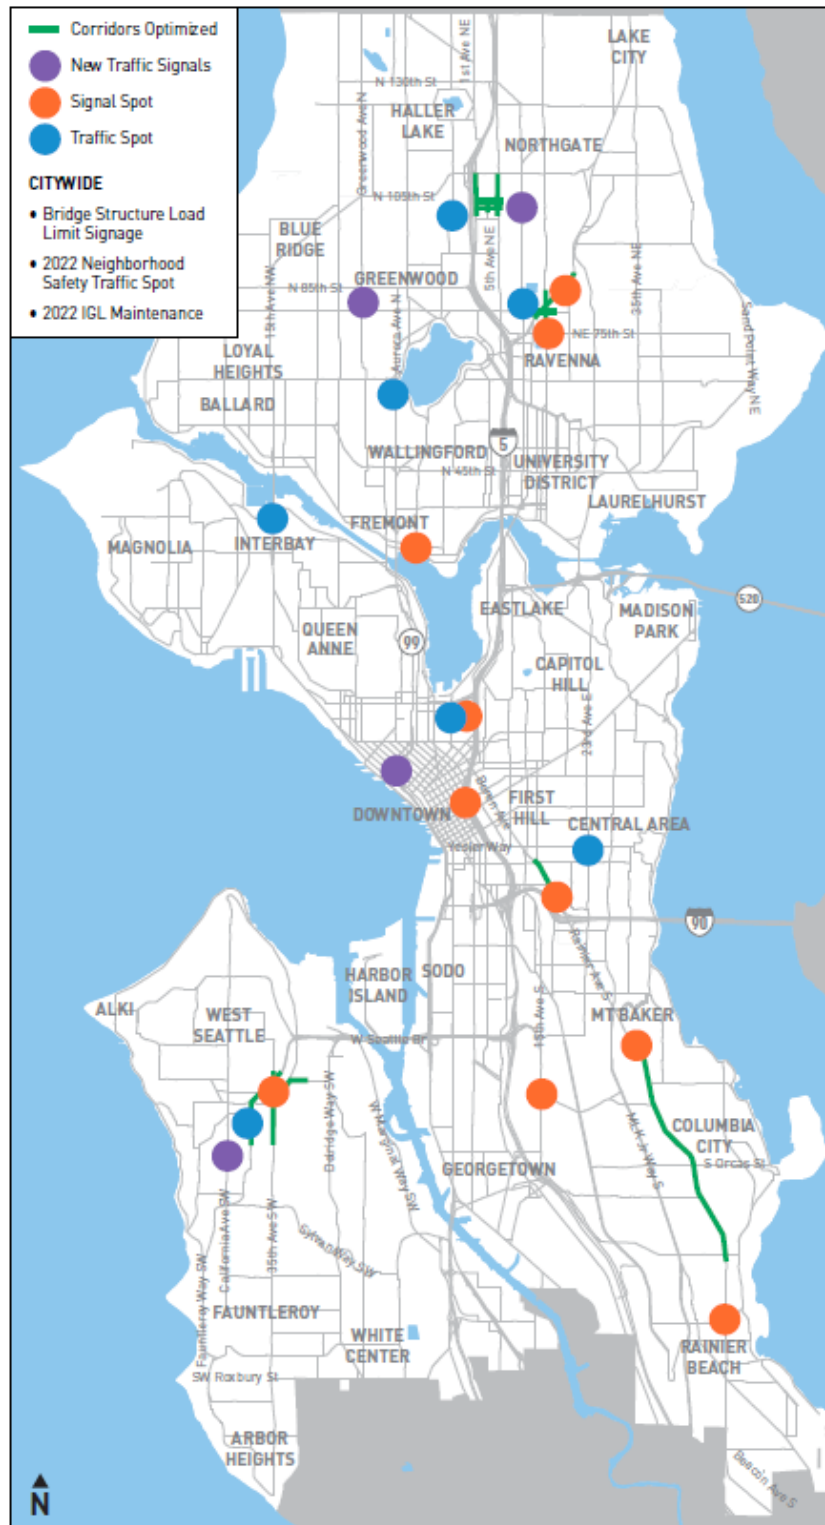 Corridors Optimized
New Traffic Signals
Signal Spot
Traffic Spot
CITYWIDE
• Bridge Structure Load
Limit Signage
• 2022 Neighborhood
Safety Traffic Spot
• 2022 IGL Maintenance
1st Ave NE
LAKE
CITY
N 130th St
HALLER
LAKE
Greenwood Ave N
NORTHGATE
N 105th St
BLUE
RIDGE
5th Ave NE
35th Ave NE
GREENWOOD
N 85th St
15th Ave NW
Aurora Ave N
Sand Point Way NE
NE 75th St
LOYAL
HEIGHTS
RAVENNA
BALLARD
WALLINGFORD
5
N 45th St
UNIVERSITY
DISTRICT
LAURELHURST
FREMONT
MAGNOLIA
INTERBAY
EASTLAKE
520
MADISON
PARK
QUEEN
ANNE
99
CAPITOL
HILL
23rd Ave E
Boren Ave
FIRST
HILL
DOWNTOWN
CENTRAL AREA
Yesler Way
90
Rainier Ave S
HARBOR
ISLAND
SODO
ALKI
WEST
SEATTLE
15th Ave S
MT BAKER
W Seattle Br
Delridge Way SW
W Marginal Way SW
MLK Jr Way S
COLUMBIA
CITY
S Orcas St
GEORGETOWN
California Ave SW
35th Ave SW
Sylvan Way SW
Fauntleroy Way SW
FAUNTLEROY
WHITE
CENTER
RAINIER
BEACH
SW Roxbury St
ARBOR
HEIGHTS
Beacon Ave S
N